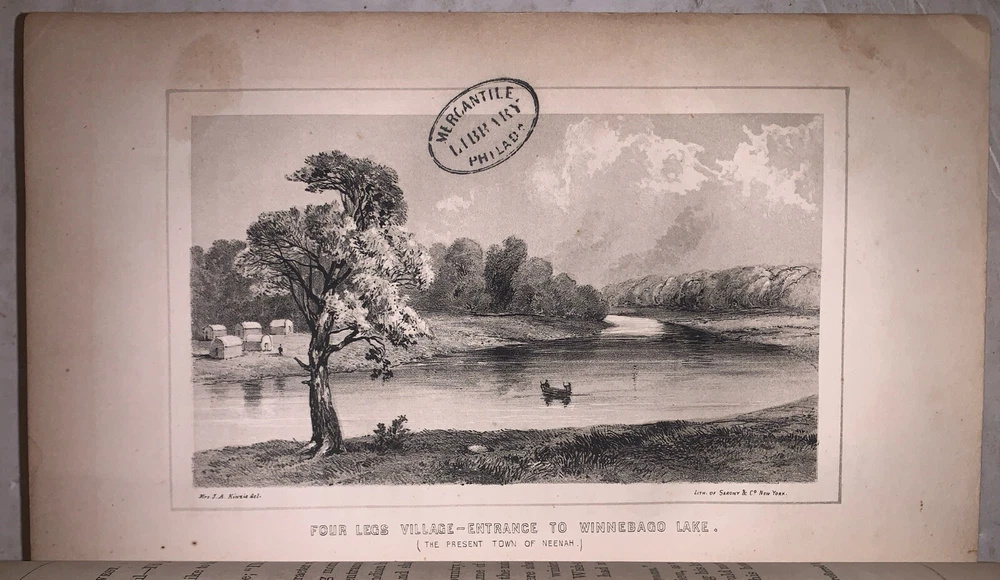 MERCANTILE
LIBRARY
PHILADA
Mrs. J. A. Kinzie del.
LITH. OF SARONY & Co. NEW YORK.
FOUR LEGS VILLAGE–ENTRANCE TO WINNEBAGO LAKE.
(THE PRESENT TOWN OF NEENAH.)